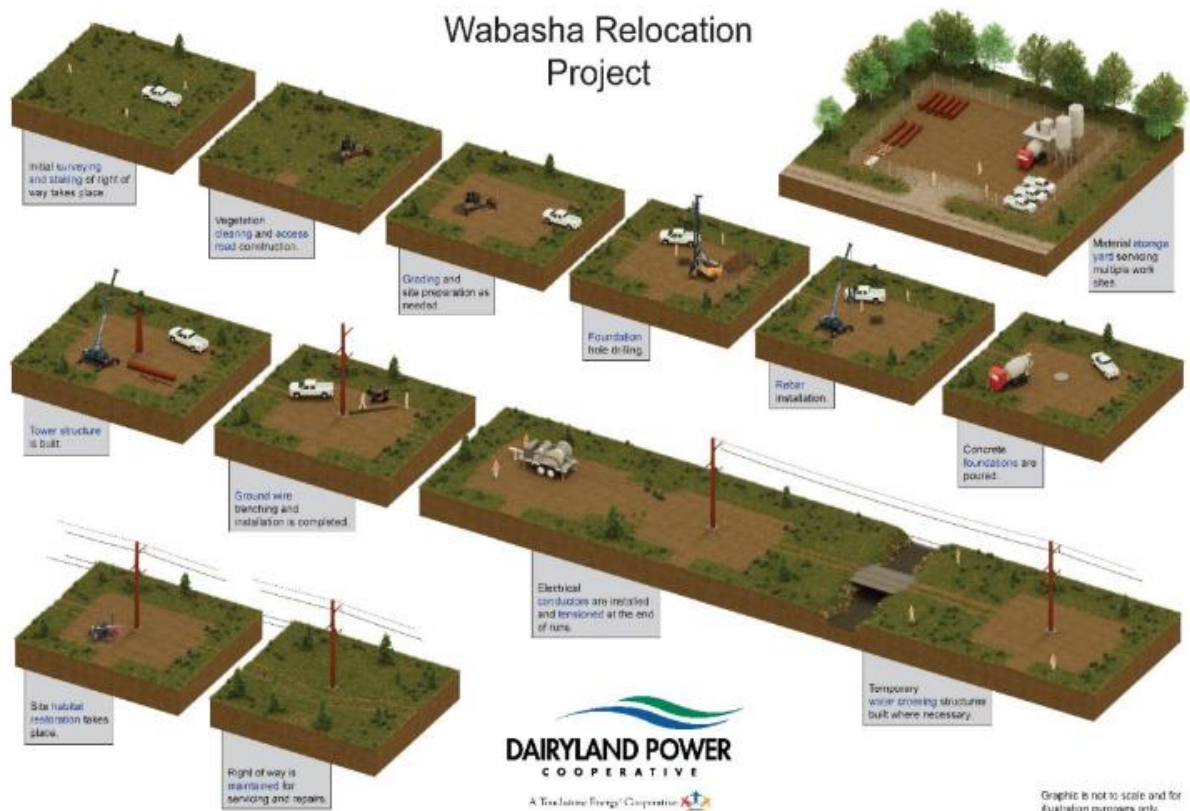 Wabasha Relocation
Project
Initial surveying
and staking of right of
way takes place.
Vegetation
clearing and access
road construction.
Grading and
site preparation as
needed.
Foundation
hole drilling.
Rebar
installation.
Concrete
foundations are
poured.
Material storage
yard servicing
multiple work
sites.
Tower structure
is built.
Ground wire
trenching and
installation is completed.
Electrical
conductors are installed
and tensioned at the end
of runs.
Temporary
water crossing structures
built where necessary.
Site habitat
restoration takes
place.
Right of way is
maintained for
servicing and repairs.
DAIRYLAND POWER
COOPERATIVE
A Touchstone Energy® Cooperative
Graphic is not to scale and for
illustration purposes only.